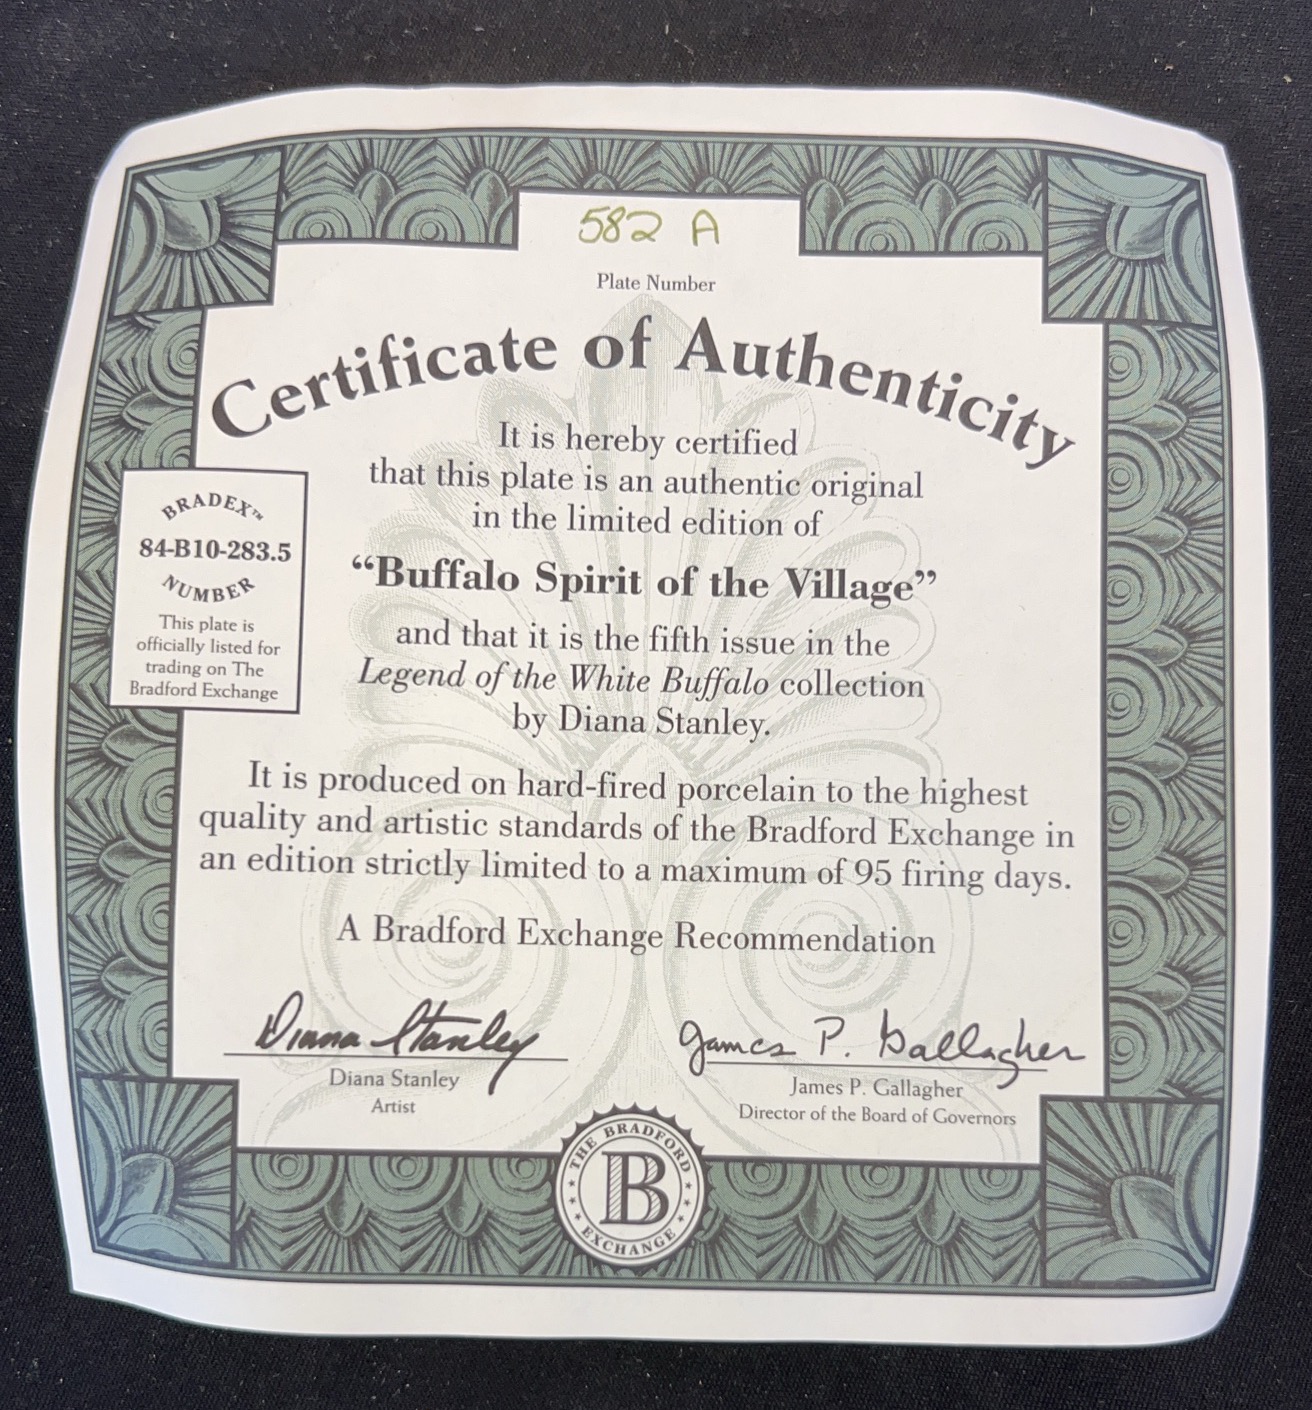 582 A
Plate Number
Certificate of Authenticity
It is hereby certified
that this plate is an authentic original
in the limited edition of
“Buffalo Spirit of the Village”
and that it is the fifth issue in the
Legend of the White Buffalo collection
by Diana Stanley.
BRADEX™
84-B10-283.5
NUMBER
This plate is
officially listed for
trading on The
Bradford Exchange
It is produced on hard-fired porcelain to the highest
quality and artistic standards of the Bradford Exchange in
an edition strictly limited to a maximum of 95 firing days.
A Bradford Exchange Recommendation
Diana Stanley
Diana Stanley
Artist
James P. Gallagher
James P. Gallagher
Director of the Board of Governors
THE BRADFORD
B
EXCHANGE